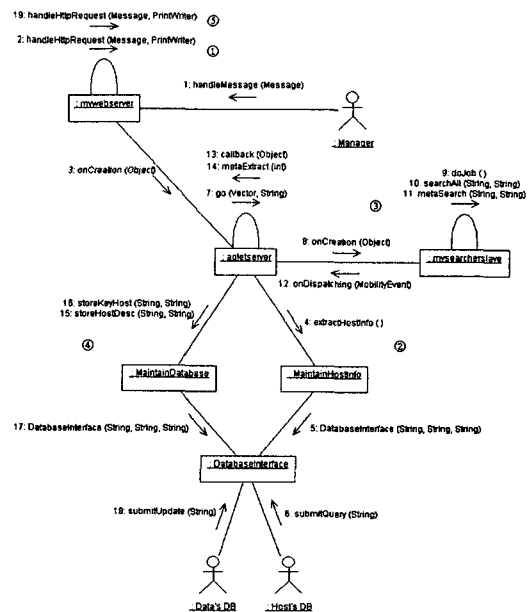 19: handleHttpRequest (Message, PrintWriter)
⑤
2: handleHttpRequest (Message, PrintWriter)
①
1: handleMessage (Message)
: mywebserver
: Manager
3: onCreation (Object)
13: callback (Object)
14: metaExtract (int)
7: go (Vector, String)
9: doJob ( )
10: searchAll (String, String)
11: metaSearch (String, String)
③
8: onCreation (Object)
: agletserver
: mysearcherslave
12: onDispatching (MobilityEvent)
16: storeKeyHost (String, String)
15: storeHostDesc (String, String)
4: extractHostInfo ( )
④
②
: MaintainDatabase
: MaintainHostInfo
17: DatabaseInterface (String, String, String)
5: DatabaseInterface (String, String, String)
: DatabaseInterface
18: submitUpdate (String)
6: submitQuery (String)
: Data's DB
: Host's DB